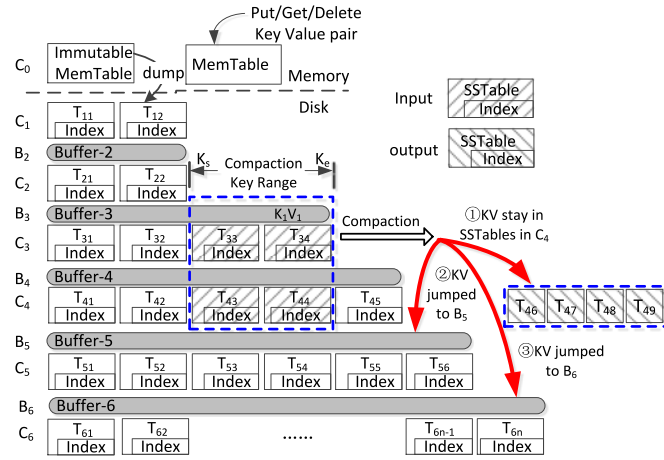 Put/Get/Delete
Key Value pair
C0
Immutable
MemTable
dump
MemTable
Memory
Disk
Input
SSTable
Index
output
SSTable
Index
C1
T11
Index
T12
Index
B2
Buffer-2
C2
T21
Index
T22
Index
Ks
Compaction
Key Range
Ke
B3
Buffer-3
K1V1
C3
T31
Index
T32
Index
T33
Index
T34
Index
Compaction
①KV stay in
SSTables in C4
B4
Buffer-4
C4
T41
Index
T42
Index
T43
Index
T44
Index
T45
Index
②KV
jumped
to B5
T46
T47
T48
T49
③KV jumped
to B6
B5
Buffer-5
C5
T51
Index
T52
Index
T53
Index
T54
Index
T55
Index
T56
Index
B6
Buffer-6
C6
T61
Index
T62
Index
......
T6n-1
Index
T6n
Index